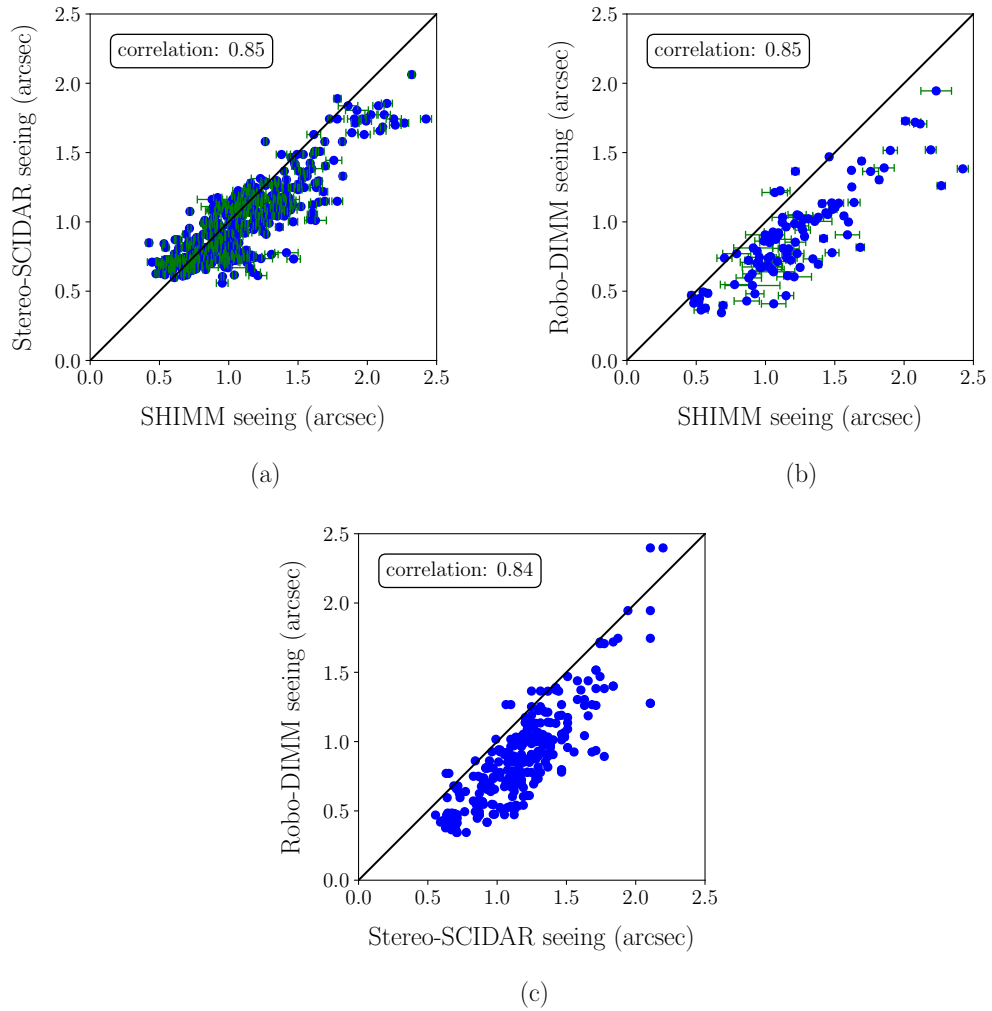 2.5
2.0
1.5
1.0
0.5
0.0
Stereo-SCIDAR seeing (arcsec)
correlation: 0.85
0.0 0.5 1.0 1.5 2.0 2.5
SHIMM seeing (arcsec)
(a)
2.5
2.0
1.5
1.0
0.5
0.0
Robo-DIMM seeing (arcsec)
correlation: 0.85
0.0 0.5 1.0 1.5 2.0 2.5
SHIMM seeing (arcsec)
(b)
2.5
2.0
1.5
1.0
0.5
0.0
Robo-DIMM seeing (arcsec)
correlation: 0.84
0.0 0.5 1.0 1.5 2.0 2.5
Stereo-SCIDAR seeing (arcsec)
(c)